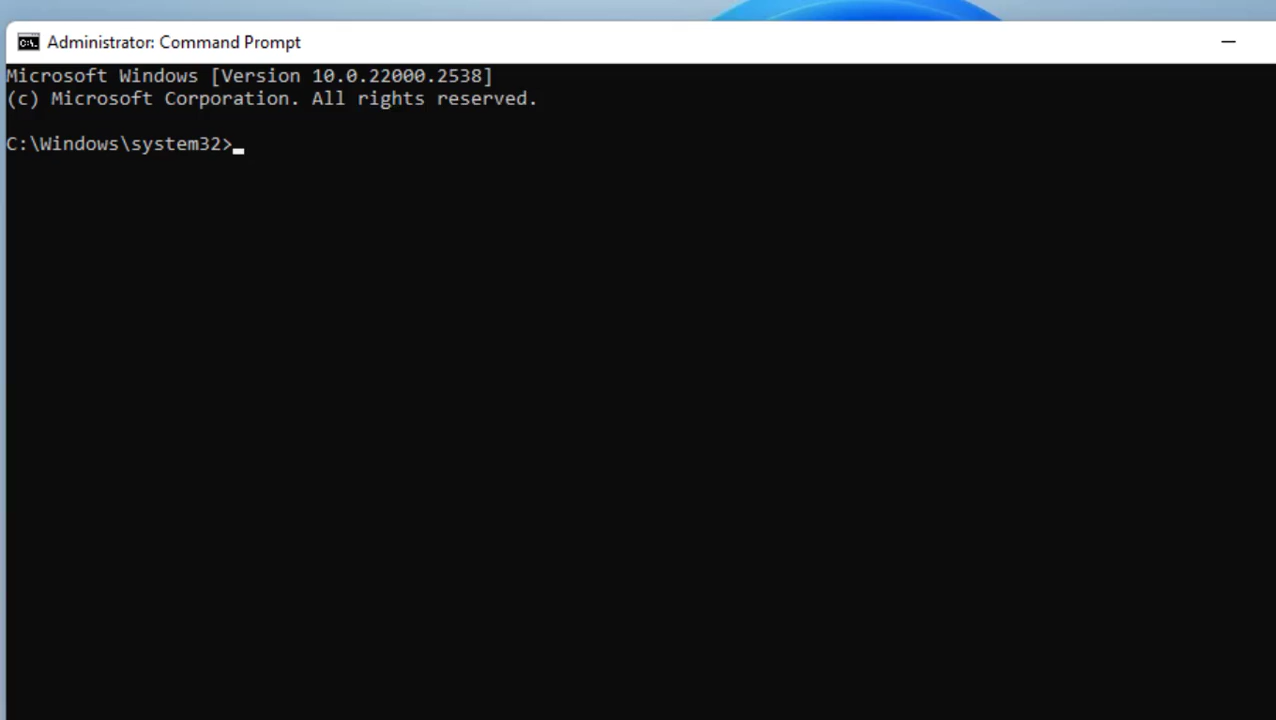 Administrator: Command Prompt
Microsoft Windows [Version 10.0.22000.2538]
(c) Microsoft Corporation. All rights reserved.
C:\Windows\system32>